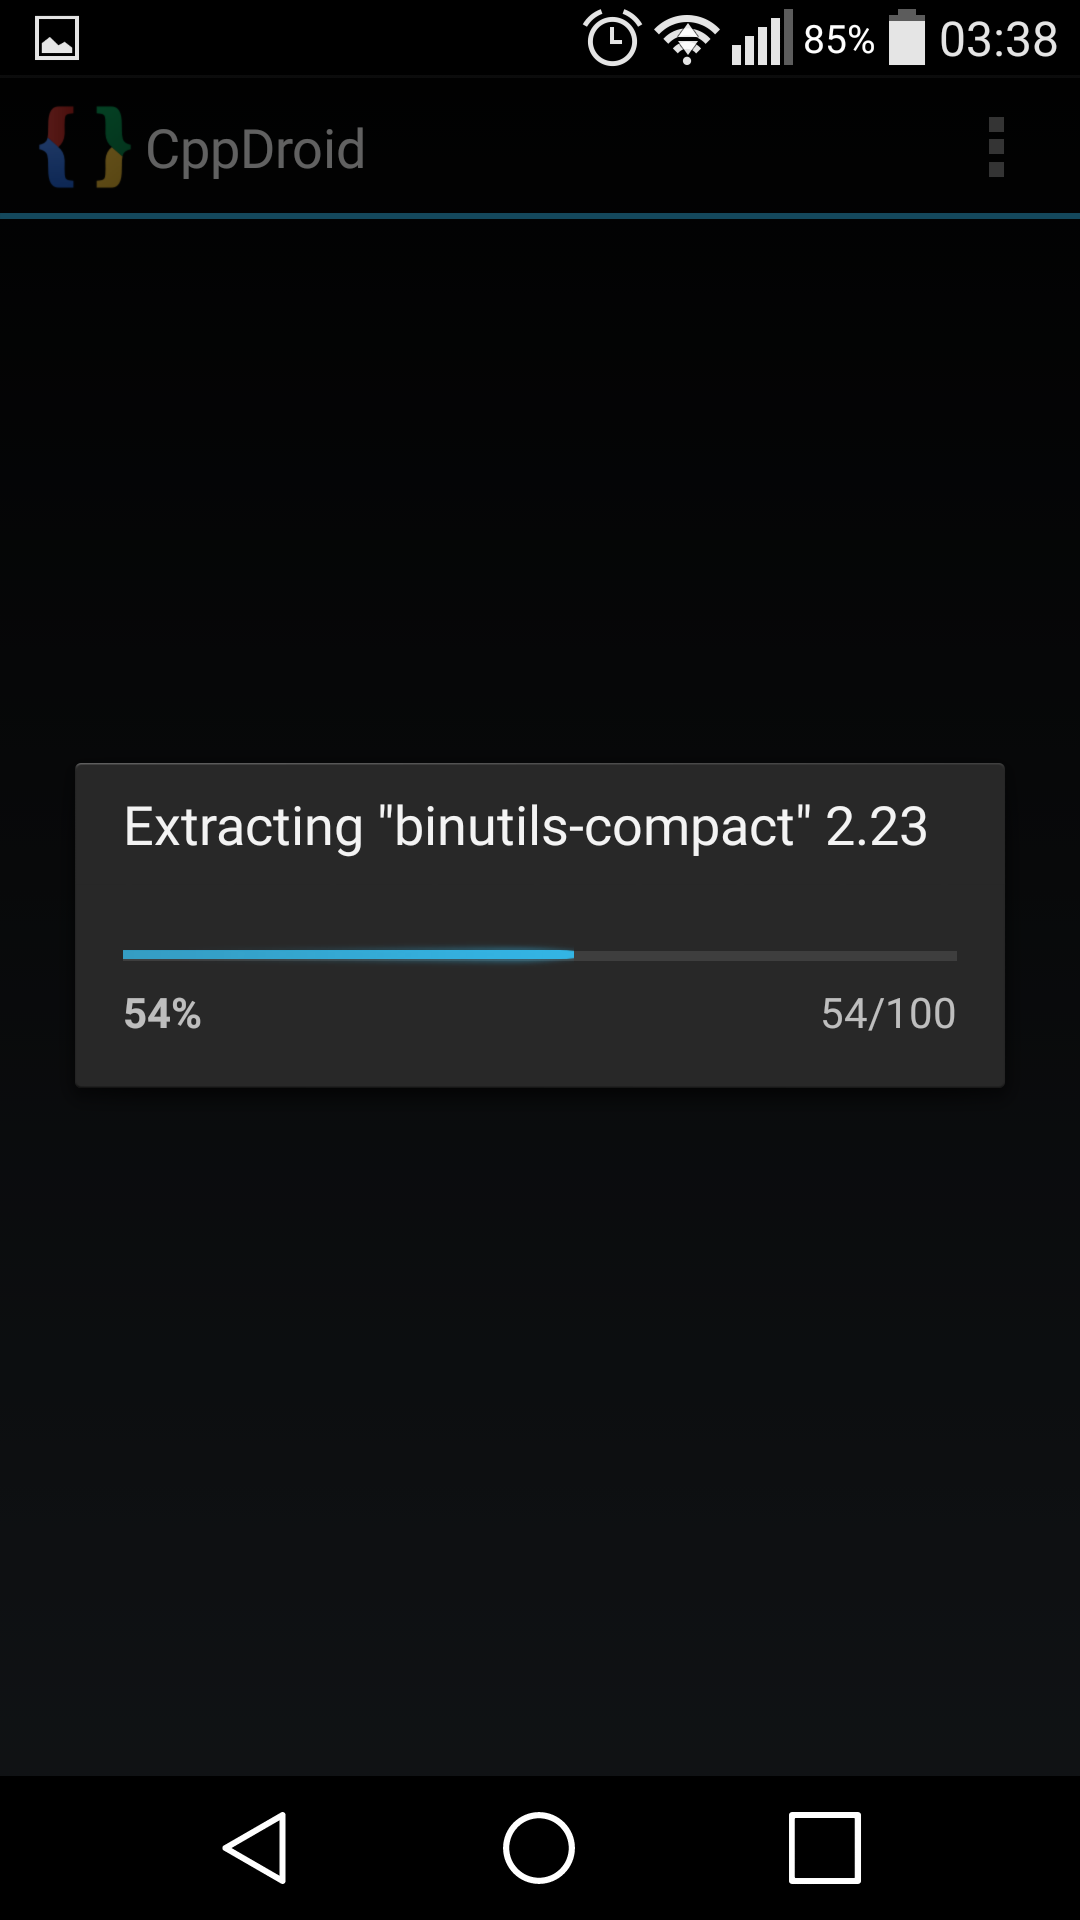 85% 03:38
CppDroid
Extracting "binutils-compact" 2.23
54% 54/100